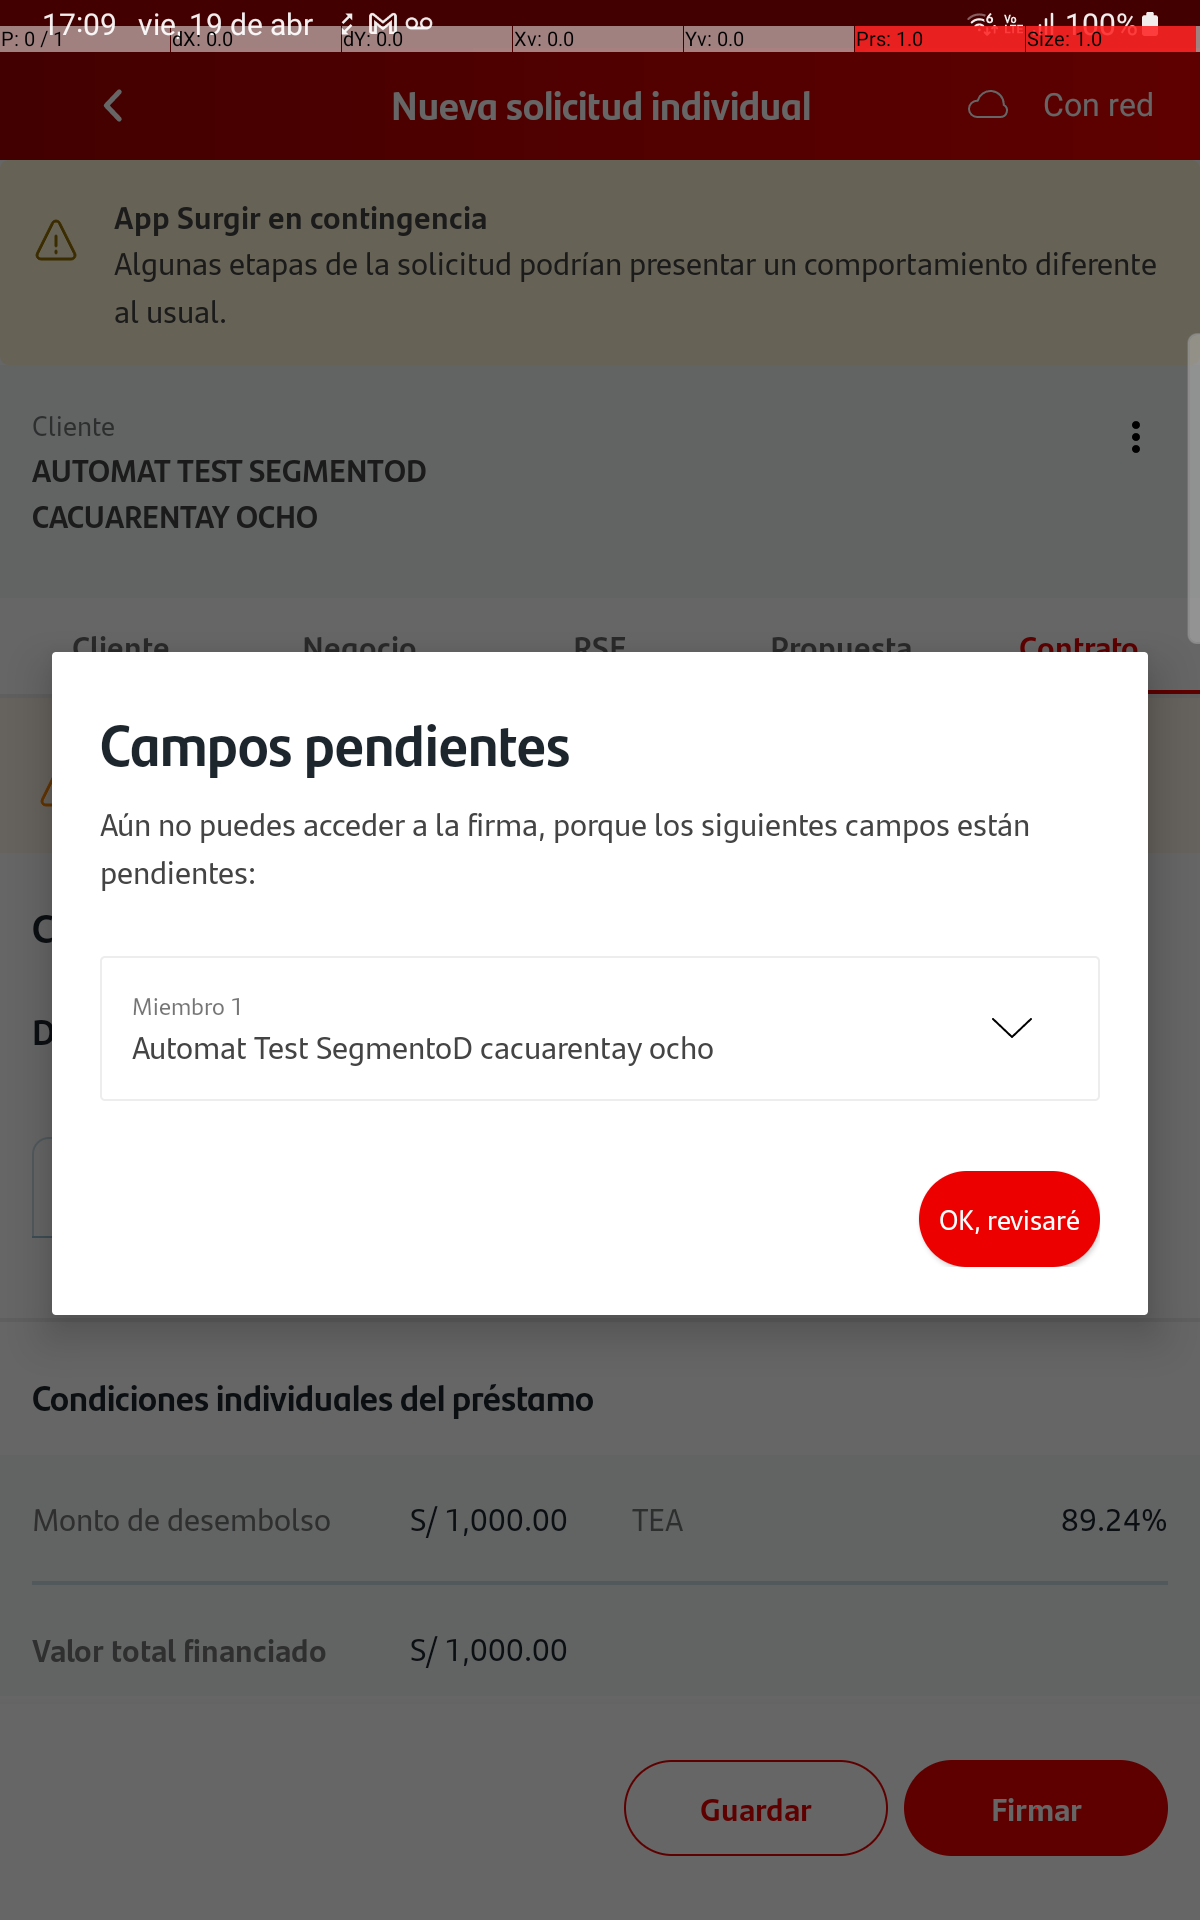 17:09 vie, 19 de abr 100%
P: 0 / 1 dX: 0.0 dY: 0.0 Xv: 0.0 Yv: 0.0 Prs: 1.0 Size: 1.0
Nueva solicitud individual Con red
App Surgir en contingencia
Algunas etapas de la solicitud podrían presentar un comportamiento diferente
al usual.
Cliente
AUTOMAT TEST SEGMENTOD
CACUARENTAY OCHO
Cliente Negocio RSE Propuesta Contrato
Campos pendientes
Aún no puedes acceder a la firma, porque los siguientes campos están
pendientes:
Miembro 1
Automat Test SegmentoD cacuarentay ocho
OK, revisaré
Condiciones individuales del préstamo
Monto de desembolso S/ 1,000.00 TEA 89.24%
Valor total financiado S/ 1,000.00
Guardar Firmar